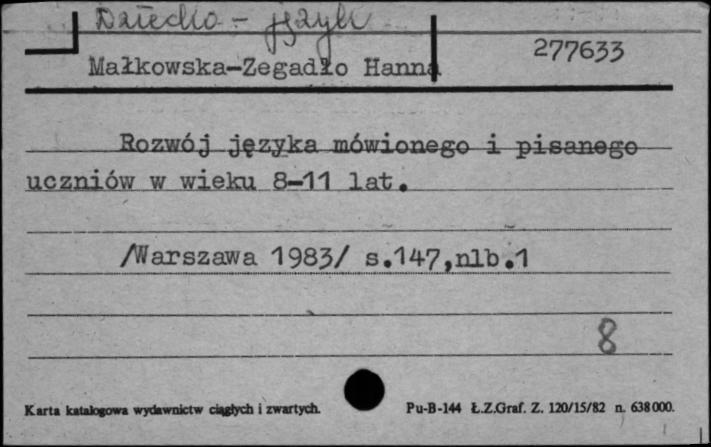 Dziecko – język
277633
Małkowska-Zegadło Hanna
Rozwój języka mówionego i pisanego
uczniów w wieku 8-11 lat.
/Warszawa 1983/ s.147,nlb.1
8
Karta katalogowa wydawnictw ciągłych i zwartych.
Pu-B-144 Ł.Z.Graf. Z. 120/15/82 n. 638000.